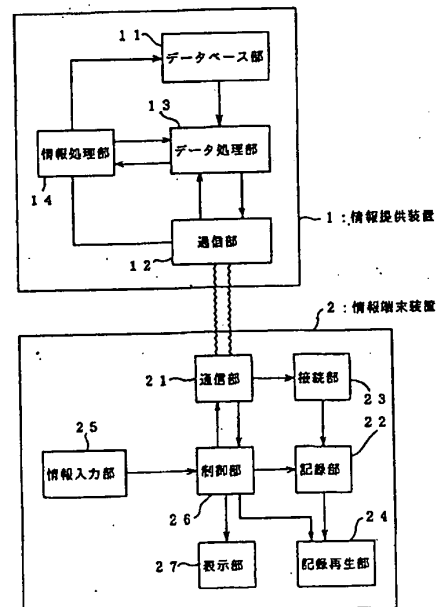 11
データベース部
13
情報処理部
データ処理部
14
通信部
12
1:情報提供装置
2:情報端末装置
通信部
21
接続部
23
25
22
情報入力部
制御部
記録部
26
24
27
表示部
記録再生部